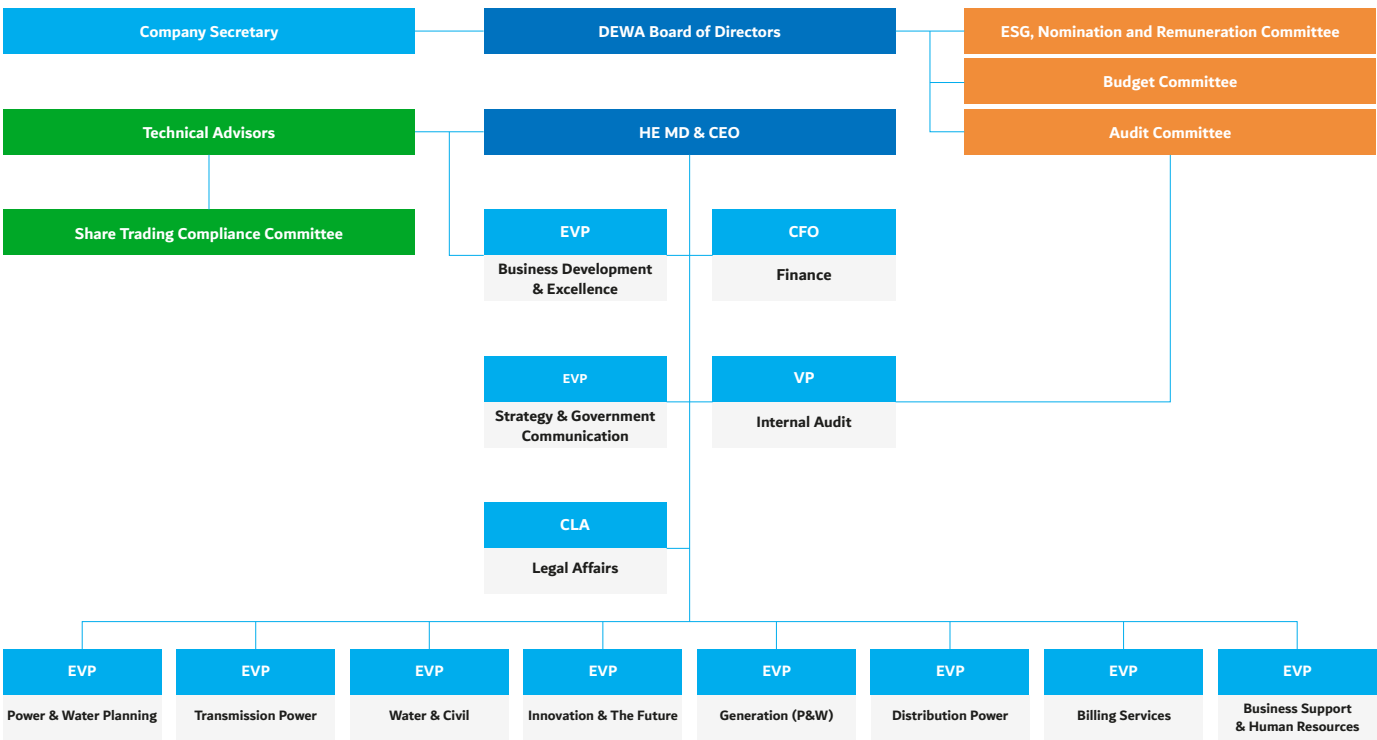 Company Secretary
DEWA Board of Directors
ESG, Nomination and Remuneration Committee
Budget Committee
Technical Advisors
HE MD & CEO
Audit Committee
Share Trading Compliance Committee
EVP
Business Development
& Excellence
CFO
Finance
EVP
Strategy & Government
Communication
VP
Internal Audit
CLA
Legal Affairs
EVP
Power & Water Planning
EVP
Transmission Power
EVP
Water & Civil
EVP
Innovation & The Future
EVP
Generation (P&W)
EVP
Distribution Power
EVP
Billing Services
EVP
Business Support
& Human Resources